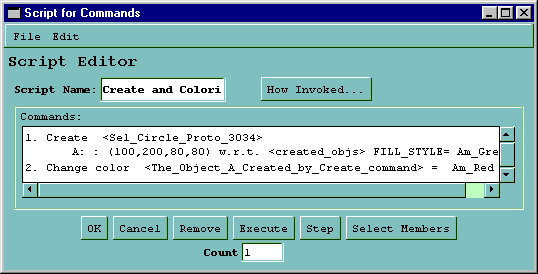 Script for Commands
File Edit
Script Editor
Script Name: Create and Colori How Invoked...
Commands:
1. Create <Sel_Circle_Proto_3034>
A: : (100,200,80,80) w.r.t. <created_objs> FILL_STYLE= Am_Gre
2. Change color <The_Object_A_Created_by_Create_command> = Am_Red
OK Cancel Remove Execute Step Select Members
Count 1